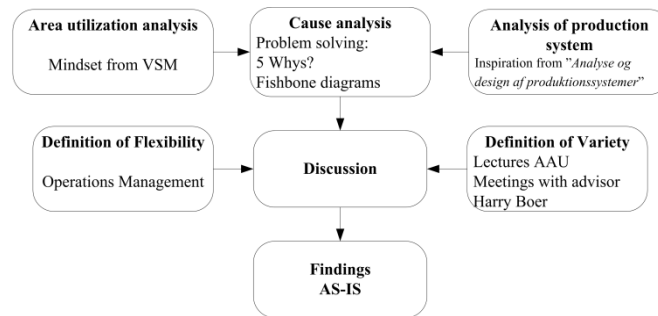 Area utilization analysis
Mindset from VSM
Cause analysis
Problem solving:
5 Whys?
Fishbone diagrams
Analysis of production
system
Inspiration from "Analyse og
design af produktionssystemer"
Definition of Flexibility
Operations Management
Discussion
Definition of Variety
Lectures AAU
Meetings with advisor
Harry Boer
Findings
AS-IS